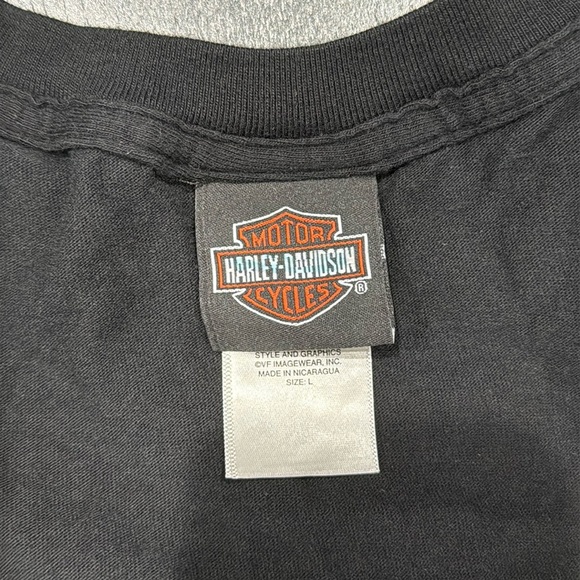 MOTOR
HARLEY-DAVIDSON
CYCLES ®
STYLE AND GRAPHICS
©VF IMAGEWEAR, INC.
MADE IN NICARAGUA
SIZE: L